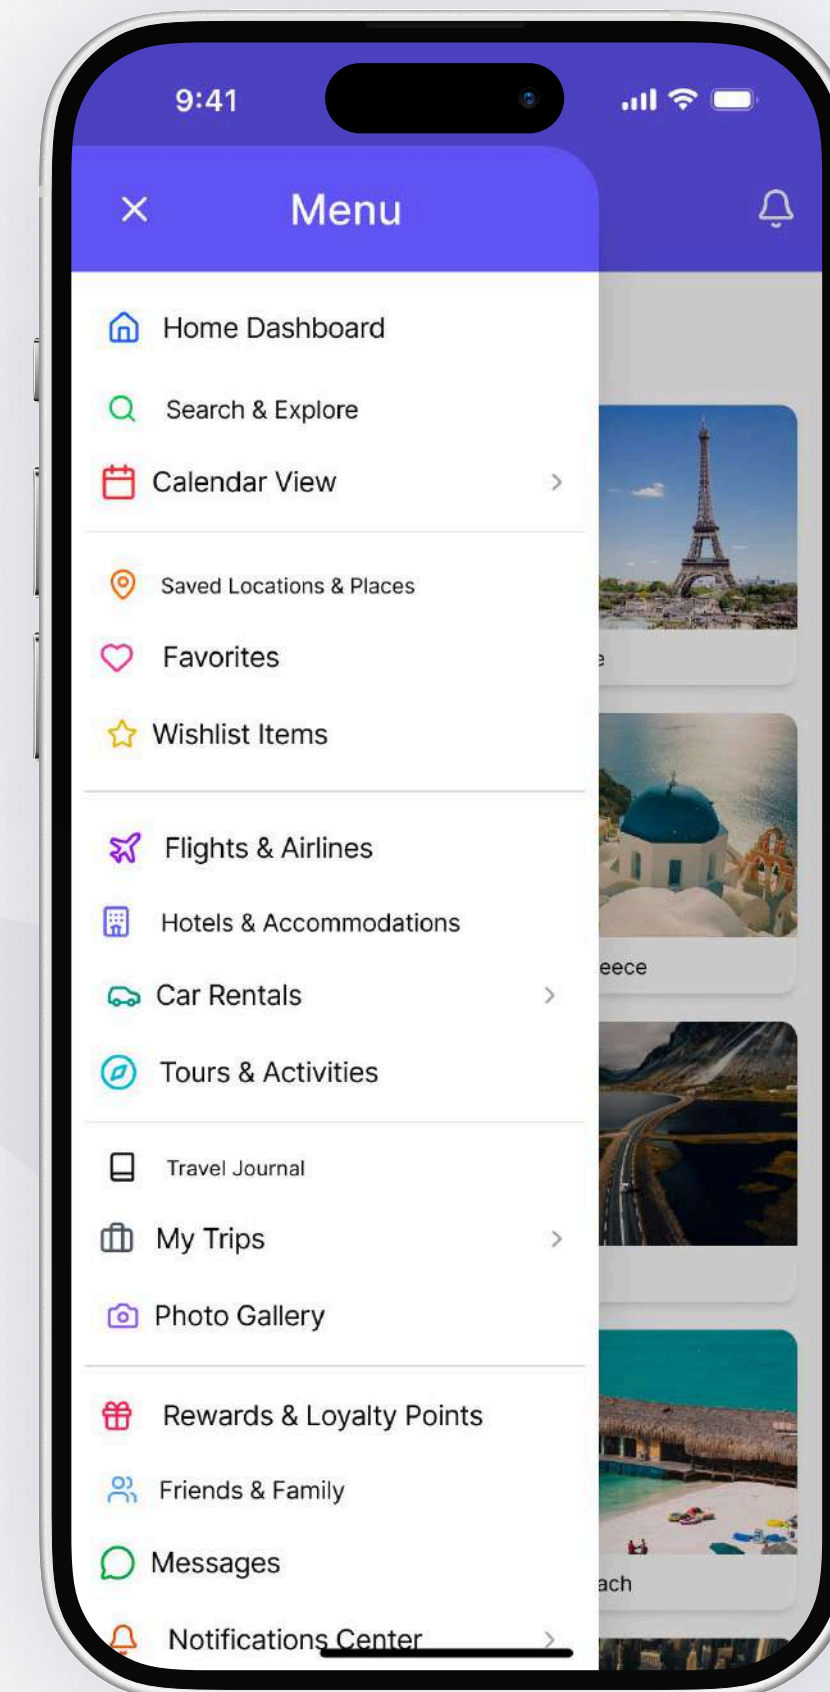 9:41
Menu
Home Dashboard
Search & Explore
Calendar View
Saved Locations & Places
Favorites
Wishlist Items
Flights & Airlines
Hotels & Accommodations
eece
Car Rentals
Tours & Activities
Travel Journal
My Trips
Photo Gallery
Rewards & Loyalty Points
Friends & Family
Messages
ach
Notifications Center